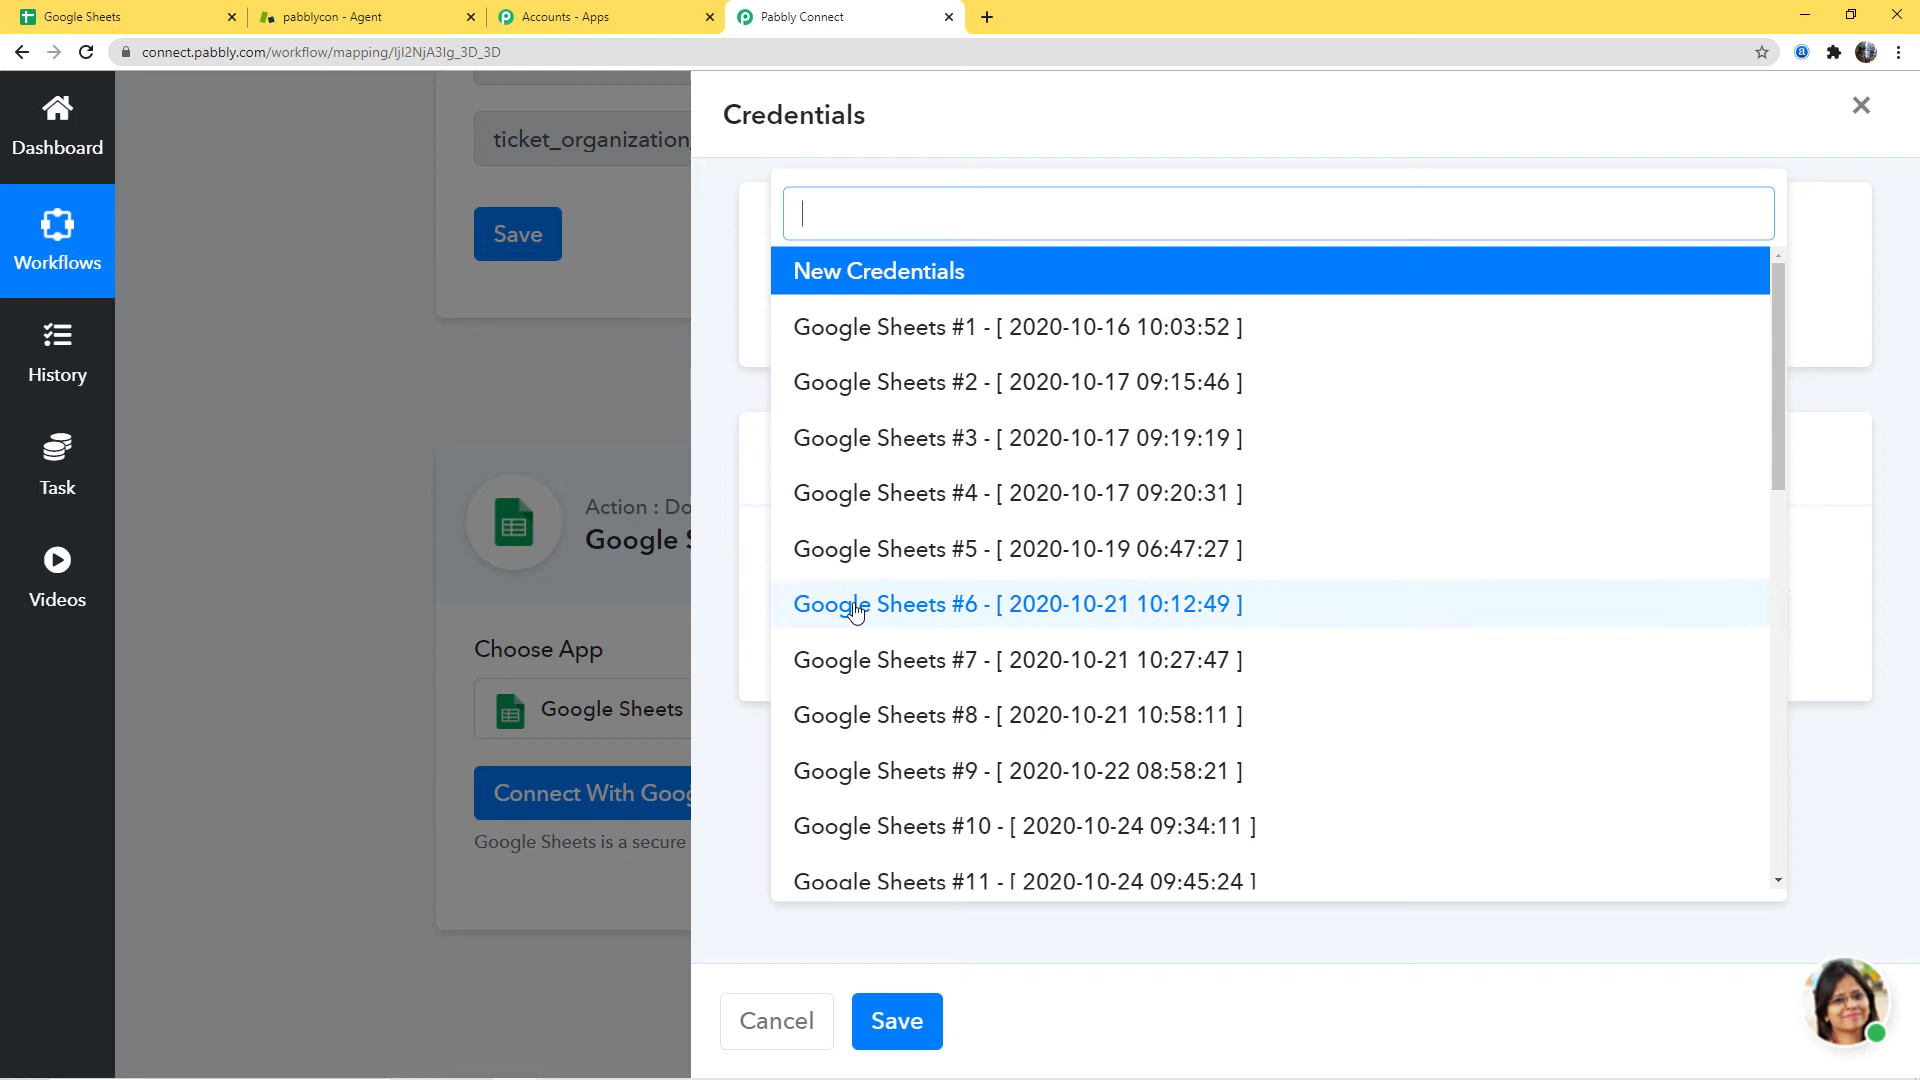 Google Sheets
pabblycon - Agent
Accounts - Apps
Pabbly Connect
connect.pabbly.com/workflow/mapping/IjI2NjA3Ig_3D_3D
Dashboard
Workflows
History
Task
Videos
ticket_organization_
Save
Action : Do
Google S
Choose App
Google Sheets
Connect With Goog
Google Sheets is a secure
Credentials
New Credentials
Google Sheets #1 - [ 2020-10-16 10:03:52 ]
Google Sheets #2 - [ 2020-10-17 09:15:46 ]
Google Sheets #3 - [ 2020-10-17 09:19:19 ]
Google Sheets #4 - [ 2020-10-17 09:20:31 ]
Google Sheets #5 - [ 2020-10-19 06:47:27 ]
Google Sheets #6 - [ 2020-10-21 10:12:49 ]
Google Sheets #7 - [ 2020-10-21 10:27:47 ]
Google Sheets #8 - [ 2020-10-21 10:58:11 ]
Google Sheets #9 - [ 2020-10-22 08:58:21 ]
Google Sheets #10 - [ 2020-10-24 09:34:11 ]
Google Sheets #11 - [ 2020-10-24 09:45:24 ]
Cancel
Save